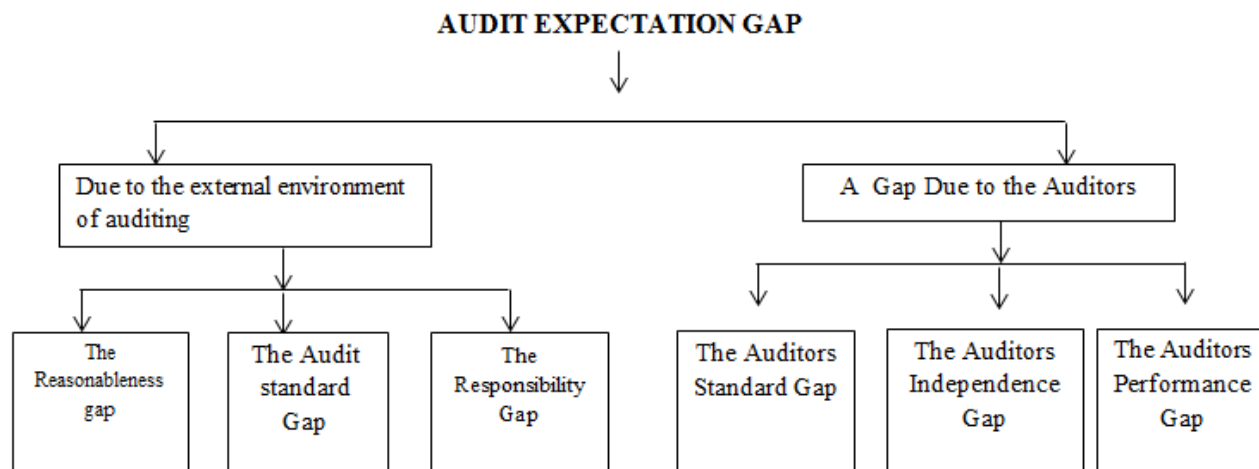 AUDIT EXPECTATION GAP
Due to the external environment
of auditing
A Gap Due to the Auditors
The
Reasonableness
gap
The Audit
standard
Gap
The
Responsibility
Gap
The Auditors
Standard Gap
The Auditors
Independence
Gap
The Auditors
Performance
Gap